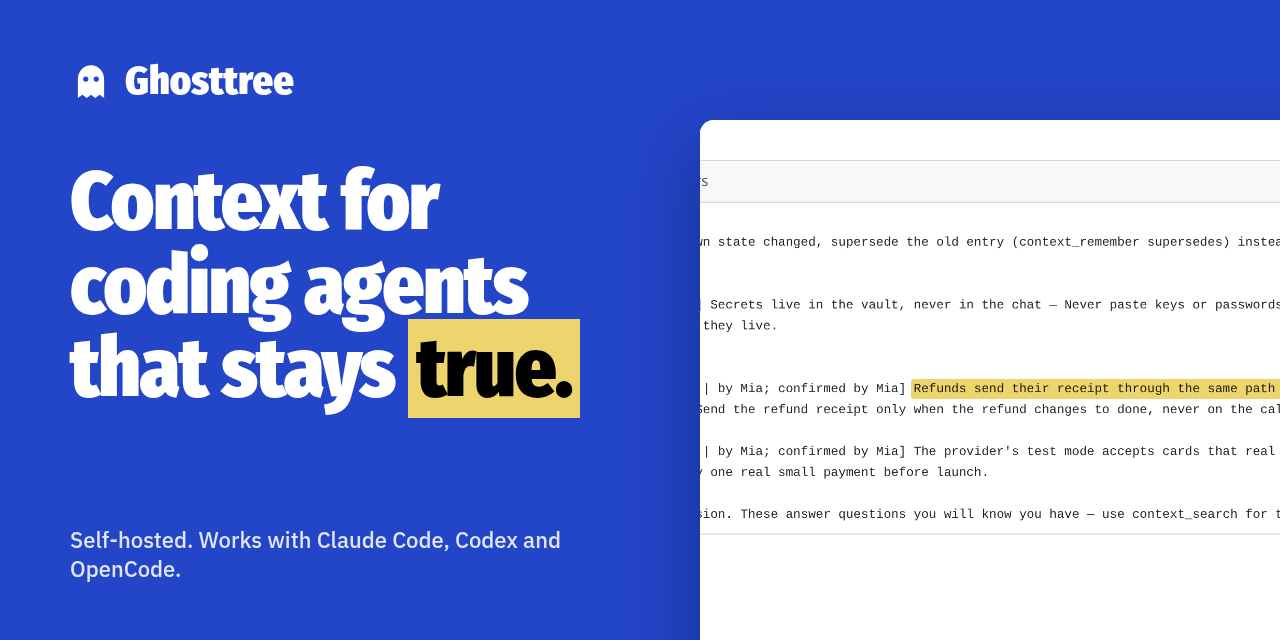 Ghosttree
Context for
coding agents
that stays true.
Self-hosted. Works with Claude Code, Codex and
OpenCode.
state changed, supersede the old entry (context_remember supersedes)
Secrets live in the vault, never in the chat — Never paste keys or passwords
they live.
| by Mia; confirmed by Mia] Refunds send their receipt through the same path
Send the refund receipt only when the refund changes to done, never on the
| by Mia; confirmed by Mia] The provider's test mode accepts cards that real
one real small payment before launch.
These answer questions you will know you have — use context_search for